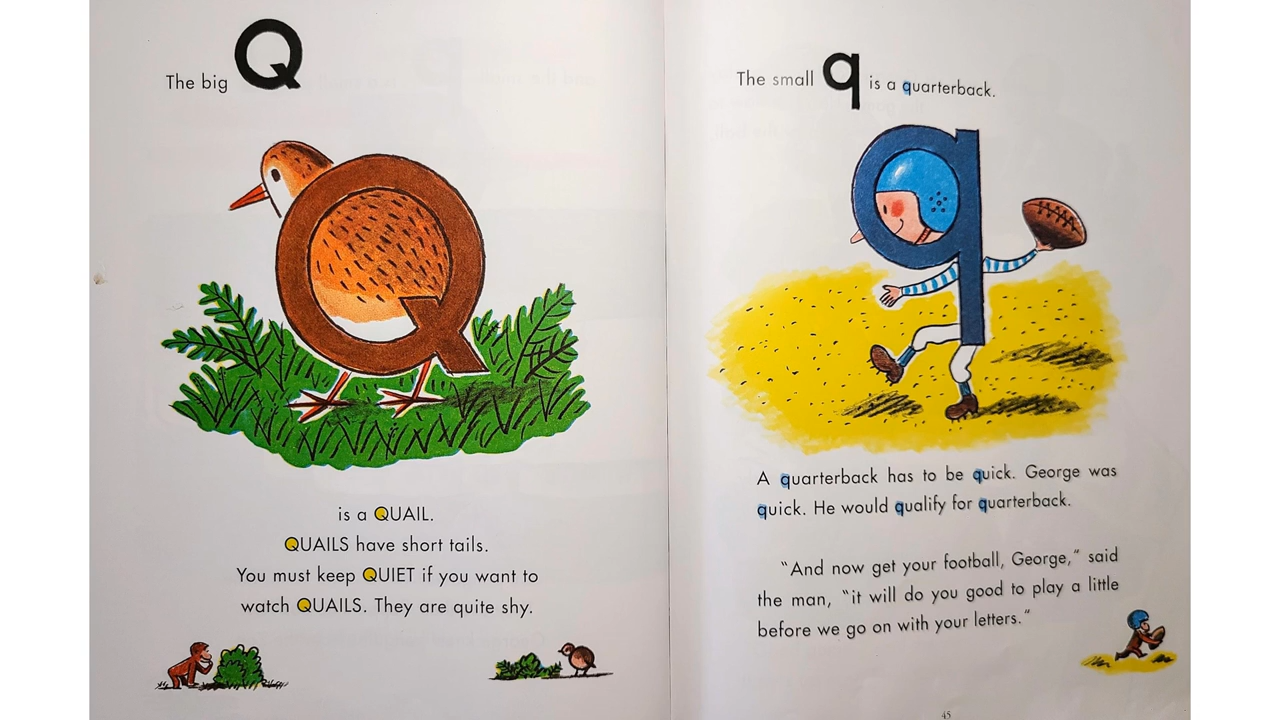 The big Q
is a QUAIL.
QUAILS have short tails.
You must keep QUIET if you want to
watch QUAILS. They are quite shy.
The small q is a quarterback.
A quarterback has to be quick. George was
quick. He would qualify for quarterback.
"And now get your football, George," said
the man, "it will do you good to play a little
before we go on with your letters."
45